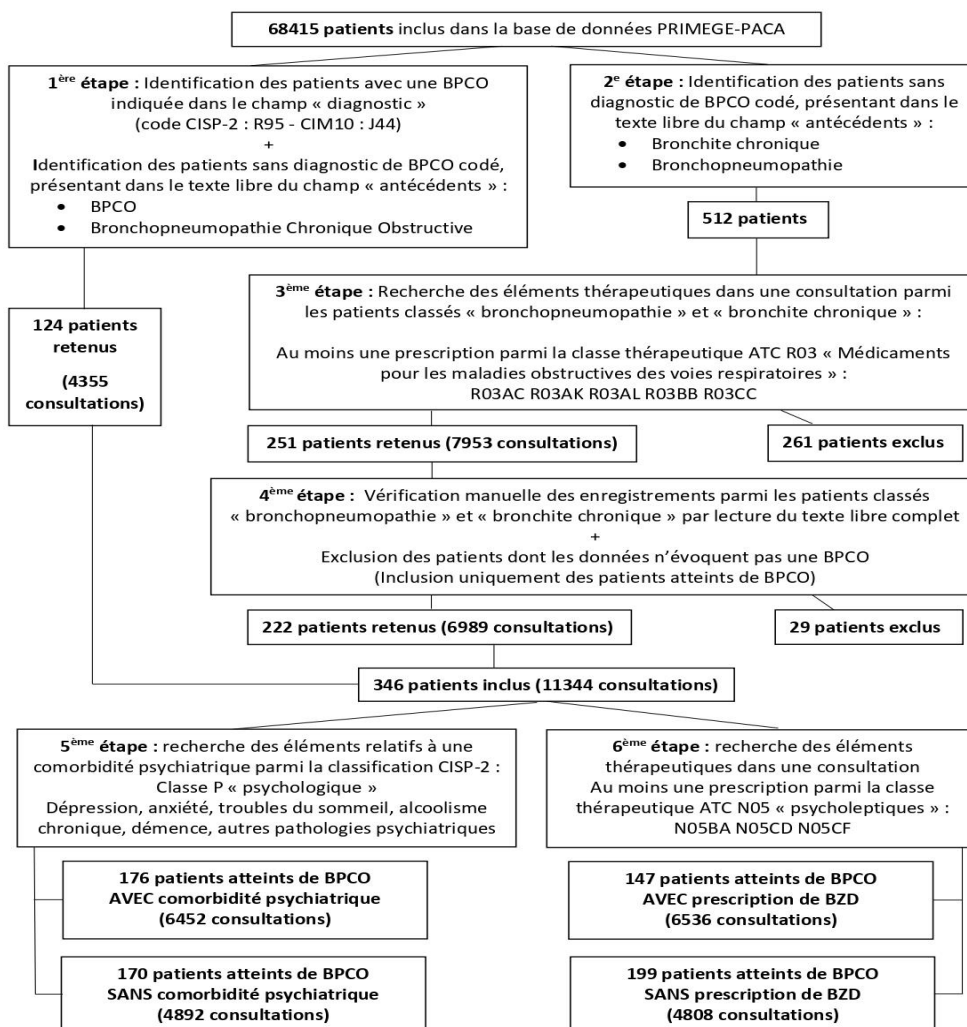 68415 patients inclus dans la base de données PRIMEGE-PACA
1ère étape : Identification des patients avec une BPCO
indiquée dans le champ « diagnostic »
(code CISP-2 : R95 - CIM10 : J44)
+
Identification des patients sans diagnostic de BPCO codé,
présentant dans le texte libre du champ « antécédents » :
• BPCO
• Bronchopneumopathie Chronique Obstructive
2e étape : Identification des patients sans
diagnostic de BPCO codé, présentant dans le
texte libre du champ « antécédents » :
• Bronchite chronique
• Bronchopneumopathie
512 patients
3ème étape : Recherche des éléments thérapeutiques dans une consultation parmi
les patients classés « bronchopneumopathie » et « bronchite chronique » :
Au moins une prescription parmi la classe thérapeutique ATC R03 « Médicaments
pour les maladies obstructives des voies respiratoires » :
R03AC R03AK R03AL R03BB R03CC
124 patients
retenus
(4355
consultations)
251 patients retenus (7953 consultations)
261 patients exclus
4ème étape : Vérification manuelle des enregistrements parmi les patients classés
« bronchopneumopathie » et « bronchite chronique » par lecture du texte libre complet
+
Exclusion des patients dont les données n’évoquent pas une BPCO
(Inclusion uniquement des patients atteints de BPCO)
222 patients retenus (6989 consultations)
29 patients exclus
346 patients inclus (11344 consultations)
5ème étape : recherche des éléments relatifs à une
comorbidité psychiatrique parmi la classification CISP-2 :
Classe P « psychologique »
Dépression, anxiété, troubles du sommeil, alcoolisme
chronique, démence, autres pathologies psychiatriques
6ème étape : recherche des éléments
thérapeutiques dans une consultation
Au moins une prescription parmi la classe
thérapeutique ATC N05 « psycholeptiques » :
N05BA N05CD N05CF
176 patients atteints de BPCO
AVEC comorbidité psychiatrique
(6452 consultations)
147 patients atteints de BPCO
AVEC prescription de BZD
(6536 consultations)
170 patients atteints de BPCO
SANS comorbidité psychiatrique
(4892 consultations)
199 patients atteints de BPCO
SANS prescription de BZD
(4808 consultations)